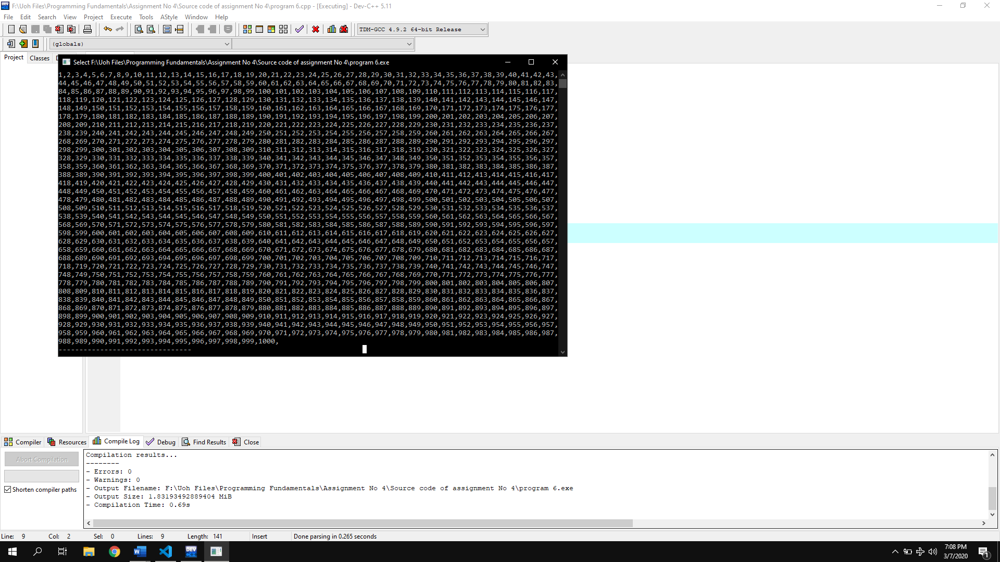 F:\Uoh Files\Programming Fundamentals\Assignment No 4\Source code of assignment No 4\program 6.cpp - [Executing] - Dev-C++ 5.11
File Edit Search View Project Execute Tools AStyle Window Help
TDM-GCC 4.9.2 64-bit Release
(globals)
Project Classes D
Select F:\Uoh Files\Programming Fundamentals\Assignment No 4\Source code of assignment No 4\program 6.exe
1,2,3,4,5,6,7,8,9,10,11,12,13,14,15,16,17,18,19,20,21,22,23,24,25,26,27,28,29,30,31,32,33,34,35,36,37,38,39,40,41,42,43,
44,45,46,47,48,49,50,51,52,53,54,55,56,57,58,59,60,61,62,63,64,65,66,67,68,69,70,71,72,73,74,75,76,77,78,79,80,81,82,83,
84,85,86,87,88,89,90,91,92,93,94,95,96,97,98,99,100,101,102,103,104,105,106,107,108,109,110,111,112,113,114,115,116,117,
118,119,120,121,122,123,124,125,126,127,128,129,130,131,132,133,134,135,136,137,138,139,140,141,142,143,144,145,146,147,
148,149,150,151,152,153,154,155,156,157,158,159,160,161,162,163,164,165,166,167,168,169,170,171,172,173,174,175,176,177,
178,179,180,181,182,183,184,185,186,187,188,189,190,191,192,193,194,195,196,197,198,199,200,201,202,203,204,205,206,207,
208,209,210,211,212,213,214,215,216,217,218,219,220,221,222,223,224,225,226,227,228,229,230,231,232,233,234,235,236,237,
238,239,240,241,242,243,244,245,246,247,248,249,250,251,252,253,254,255,256,257,258,259,260,261,262,263,264,265,266,267,
268,269,270,271,272,273,274,275,276,277,278,279,280,281,282,283,284,285,286,287,288,289,290,291,292,293,294,295,296,297,
298,299,300,301,302,303,304,305,306,307,308,309,310,311,312,313,314,315,316,317,318,319,320,321,322,323,324,325,326,327,
328,329,330,331,332,333,334,335,336,337,338,339,340,341,342,343,344,345,346,347,348,349,350,351,352,353,354,355,356,357,
358,359,360,361,362,363,364,365,366,367,368,369,370,371,372,373,374,375,376,377,378,379,380,381,382,383,384,385,386,387,
388,389,390,391,392,393,394,395,396,397,398,399,400,401,402,403,404,405,406,407,408,409,410,411,412,413,414,415,416,417,
418,419,420,421,422,423,424,425,426,427,428,429,430,431,432,433,434,435,436,437,438,439,440,441,442,443,444,445,446,447,
448,449,450,451,452,453,454,455,456,457,458,459,460,461,462,463,464,465,466,467,468,469,470,471,472,473,474,475,476,477,
478,479,480,481,482,483,484,485,486,487,488,489,490,491,492,493,494,495,496,497,498,499,500,501,502,503,504,505,506,507,
508,509,510,511,512,513,514,515,516,517,518,519,520,521,522,523,524,525,526,527,528,529,530,531,532,533,534,535,536,537,
538,539,540,541,542,543,544,545,546,547,548,549,550,551,552,553,554,555,556,557,558,559,560,561,562,563,564,565,566,567,
568,569,570,571,572,573,574,575,576,577,578,579,580,581,582,583,584,585,586,587,588,589,590,591,592,593,594,595,596,597,
598,599,600,601,602,603,604,605,606,607,608,609,610,611,612,613,614,615,616,617,618,619,620,621,622,623,624,625,626,627,
628,629,630,631,632,633,634,635,636,637,638,639,640,641,642,643,644,645,646,647,648,649,650,651,652,653,654,655,656,657,
658,659,660,661,662,663,664,665,666,667,668,669,670,671,672,673,674,675,676,677,678,679,680,681,682,683,684,685,686,687,
688,689,690,691,692,693,694,695,696,697,698,699,700,701,702,703,704,705,706,707,708,709,710,711,712,713,714,715,716,717,
718,719,720,721,722,723,724,725,726,727,728,729,730,731,732,733,734,735,736,737,738,739,740,741,742,743,744,745,746,747,
748,749,750,751,752,753,754,755,756,757,758,759,760,761,762,763,764,765,766,767,768,769,770,771,772,773,774,775,776,777,
778,779,780,781,782,783,784,785,786,787,788,789,790,791,792,793,794,795,796,797,798,799,800,801,802,803,804,805,806,807,
808,809,810,811,812,813,814,815,816,817,818,819,820,821,822,823,824,825,826,827,828,829,830,831,832,833,834,835,836,837,
838,839,840,841,842,843,844,845,846,847,848,849,850,851,852,853,854,855,856,857,858,859,860,861,862,863,864,865,866,867,
868,869,870,871,872,873,874,875,876,877,878,879,880,881,882,883,884,885,886,887,888,889,890,891,892,893,894,895,896,897,
898,899,900,901,902,903,904,905,906,907,908,909,910,911,912,913,914,915,916,917,918,919,920,921,922,923,924,925,926,927,
928,929,930,931,932,933,934,935,936,937,938,939,940,941,942,943,944,945,946,947,948,949,950,951,952,953,954,955,956,957,
958,959,960,961,962,963,964,965,966,967,968,969,970,971,972,973,974,975,976,977,978,979,980,981,982,983,984,985,986,987,
988,989,990,991,992,993,994,995,996,997,998,999,1000,
--------------------------------
Compiler Resources Compile Log Debug Find Results Close
Abort Compilation
Shorten compiler paths
Compilation results...
--------
- Errors: 0
- Warnings: 0
- Output Filename: F:\Uoh Files\Programming Fundamentals\Assignment No 4\Source code of assignment No 4\program 6.exe
- Output Size: 1.83193492889404 MiB
- Compilation Time: 0.69s
Line: 9 Col: 2 Sel: 0 Lines: 9 Length: 141 Insert Done parsing in 0.265 seconds
W DEV C++
7:08 PM
3/7/2020
1